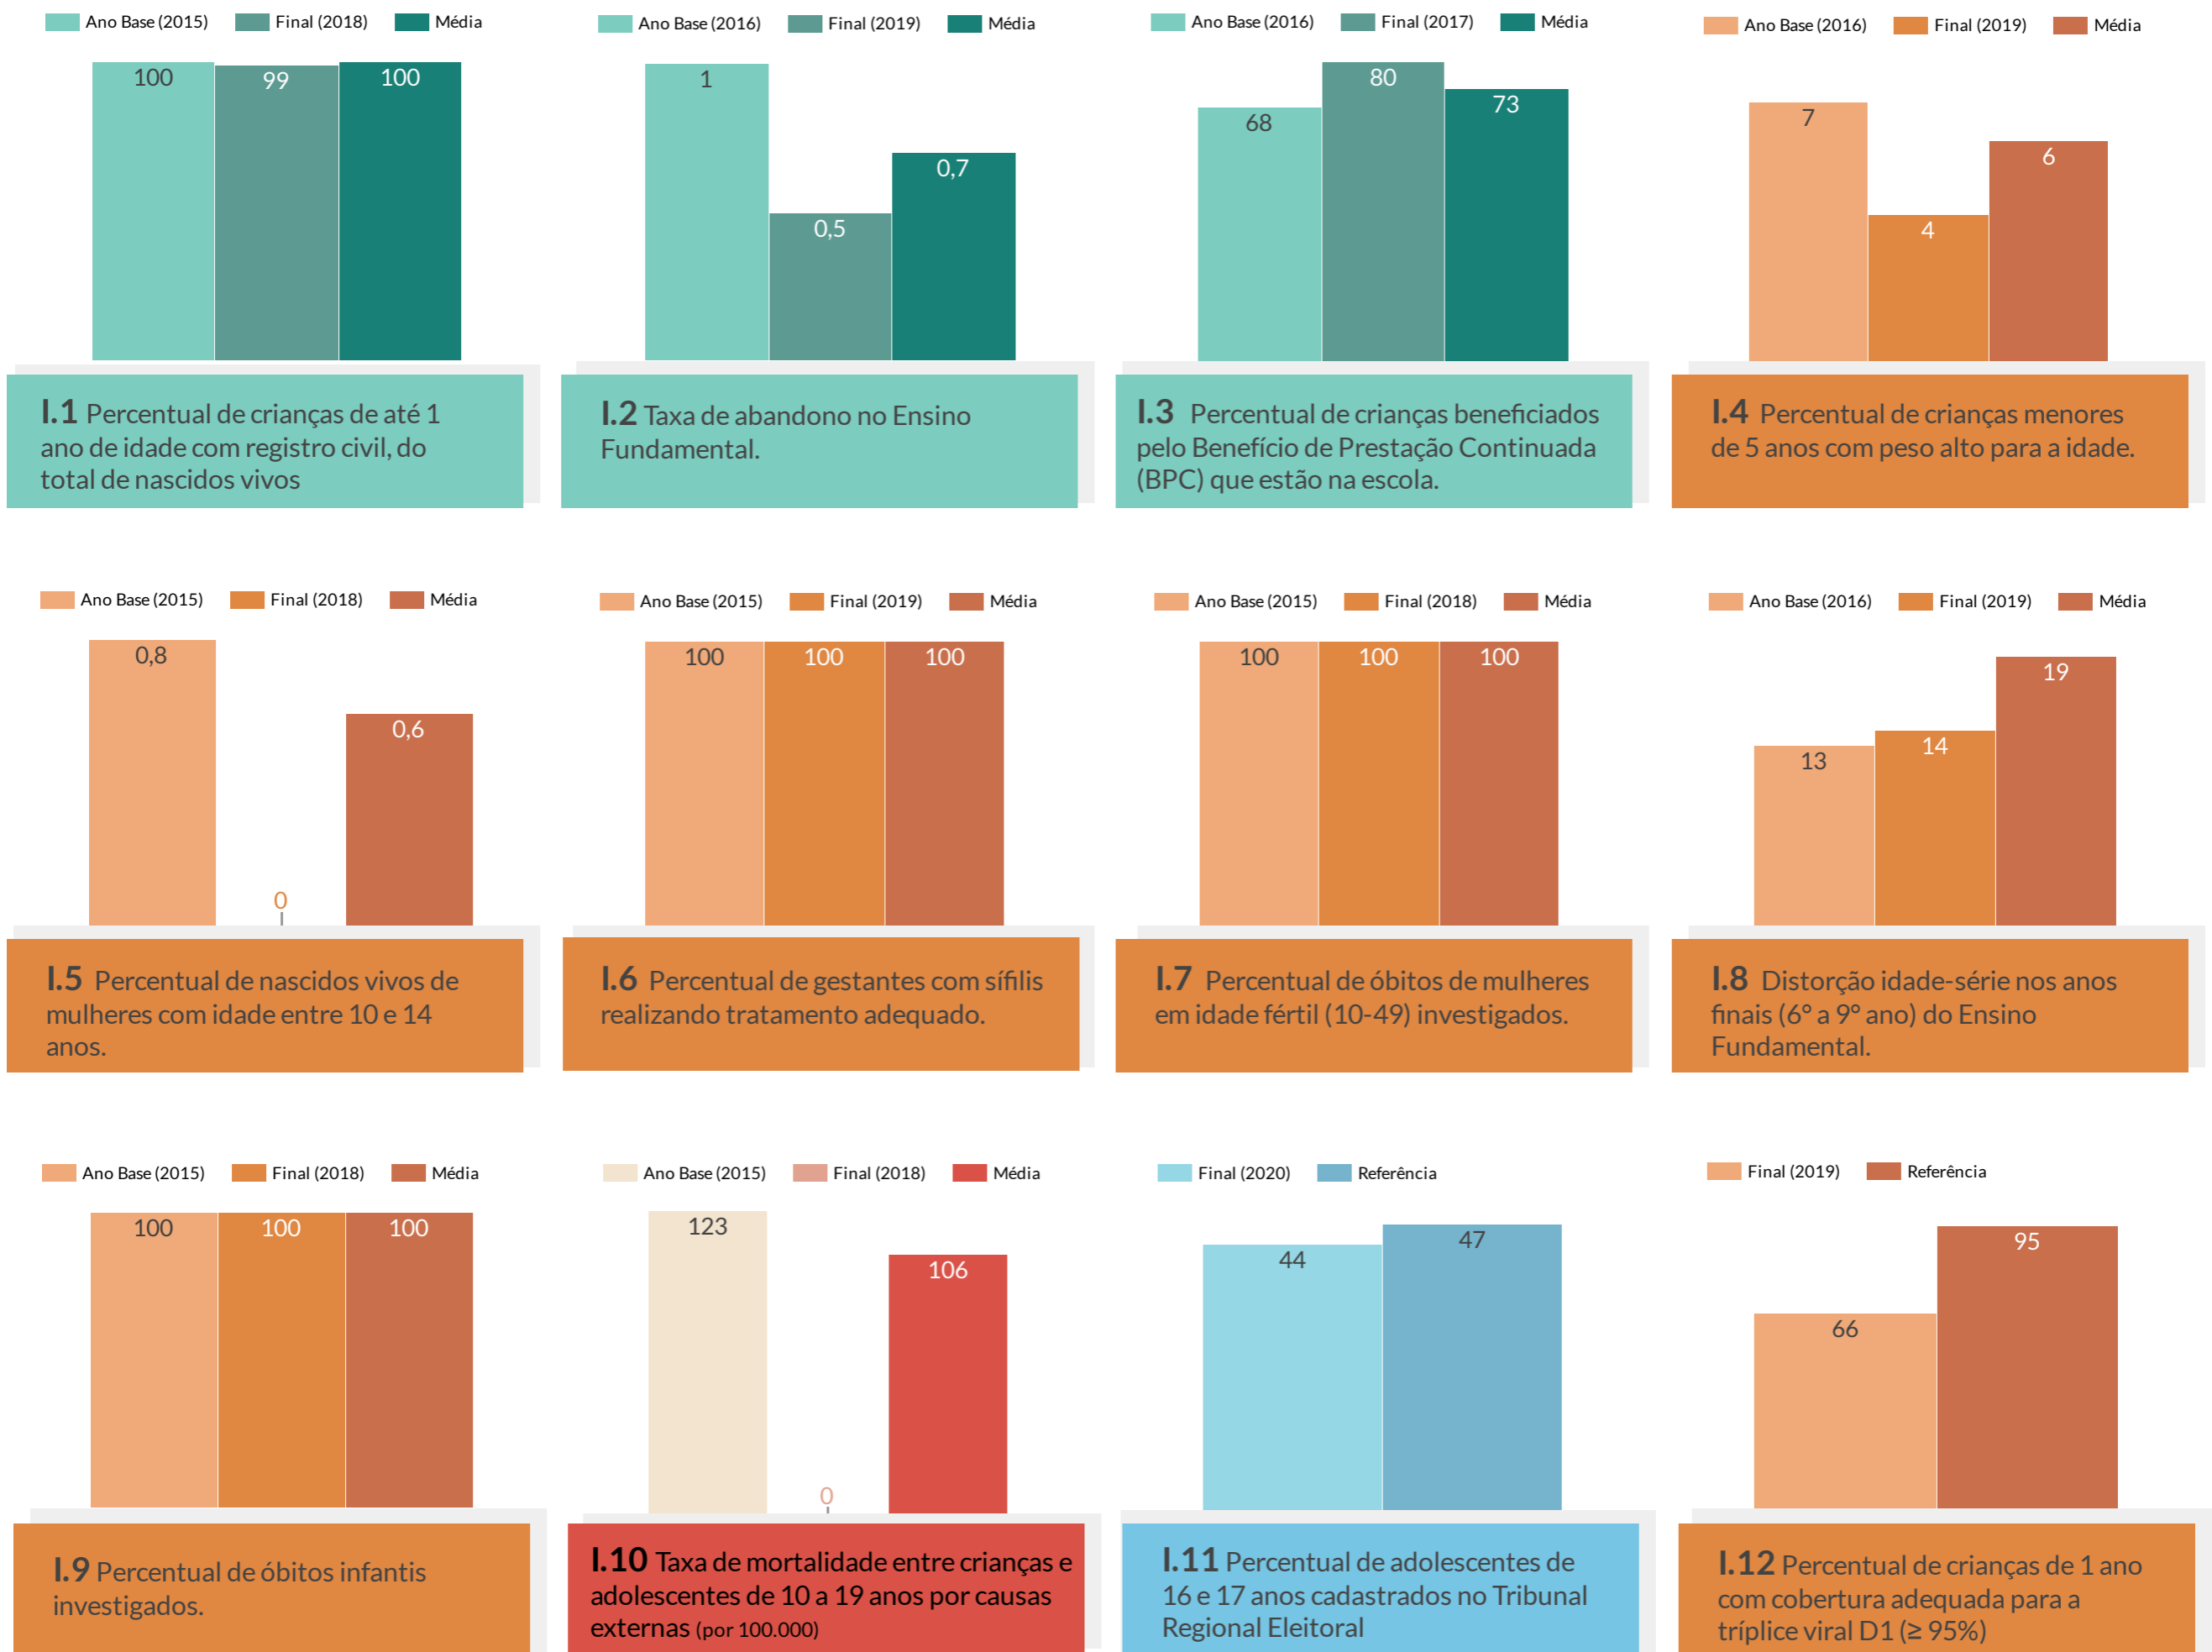 Ano Base (2015) Final (2018) Média
100 99 100
I.1 Percentual de crianças de até 1
ano de idade com registro civil, do
total de nascidos vivos
Ano Base (2016) Final (2019) Média
1 0,5 0,7
I.2 Taxa de abandono no Ensino
Fundamental.
Ano Base (2016) Final (2017) Média
68 80 73
I.3 Percentual de crianças beneficiados
pelo Benefício de Prestação Continuada
(BPC) que estão na escola.
Ano Base (2016) Final (2019) Média
7 4 6
I.4 Percentual de crianças menores
de 5 anos com peso alto para a idade.
Ano Base (2015) Final (2018) Média
0,8 0 0,6
I.5 Percentual de nascidos vivos de
mulheres com idade entre 10 e 14
anos.
Ano Base (2015) Final (2019) Média
100 100 100
I.6 Percentual de gestantes com sífilis
realizando tratamento adequado.
Ano Base (2015) Final (2018) Média
100 100 100
I.7 Percentual de óbitos de mulheres
em idade fértil (10-49) investigados.
Ano Base (2016) Final (2019) Média
13 14 19
I.8 Distorção idade-série nos anos
finais (6° a 9° ano) do Ensino
Fundamental.
Ano Base (2015) Final (2018) Média
100 100 100
I.9 Percentual de óbitos infantis
investigados.
Ano Base (2015) Final (2018) Média
123 0 106
I.10 Taxa de mortalidade entre crianças e
adolescentes de 10 a 19 anos por causas
externas (por 100.000)
Final (2020) Referência
44 47
I.11 Percentual de adolescentes de
16 e 17 anos cadastrados no Tribunal
Regional Eleitoral
Final (2019) Referência
66 95
I.12 Percentual de crianças de 1 ano
com cobertura adequada para a
tríplice viral D1 (≥ 95%)